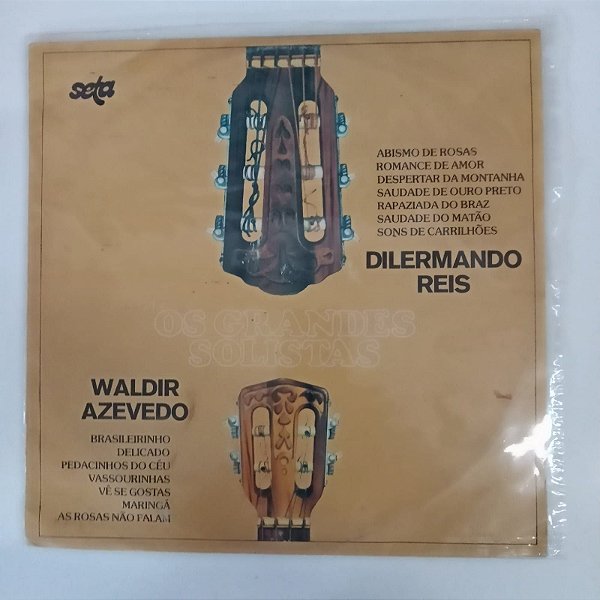 seta
ABISMO DE ROSAS
ROMANCE DE AMOR
DESPERTAR DA MONTANHA
SAUDADE DE OURO PRETO
RAPAZIADA DO BRAZ
SAUDADE DO MATÃO
SONS DE CARRILHÕES
DILERMANDO
REIS
OS GRANDES
SOLISTAS
WALDIR
AZEVEDO
BRASILEIRINHO
DELICADO
PEDACINHOS DO CÉU
VASSOURINHAS
VÊ SE GOSTAS
MARINGÁ
AS ROSAS NÃO FALAM